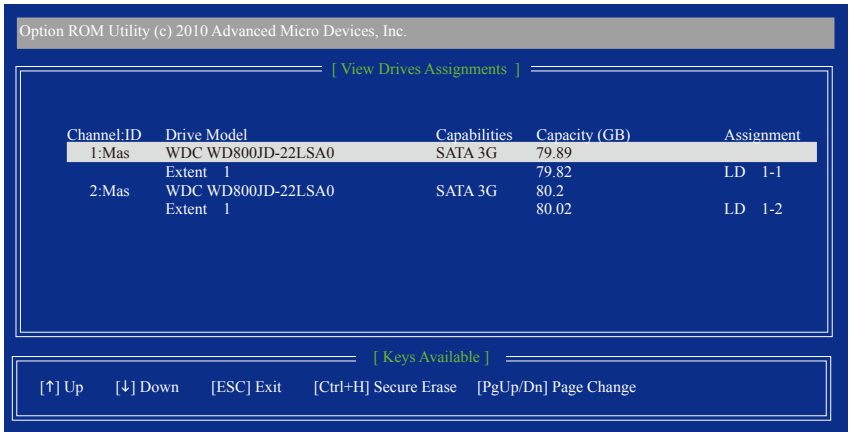 Option ROM Utility (c) 2010 Advanced Micro Devices, Inc.
[ View Drives Assignments ]
Channel:ID Drive Model Capabilities Capacity (GB) Assignment
1:Mas WDC WD800JD-22LSA0 SATA 3G 79.89
Extent 1 79.82 LD 1-1
2:Mas WDC WD800JD-22LSA0 SATA 3G 80.2
Extent 1 80.02 LD 1-2
[ Keys Available ]
[↑] Up [↓] Down [ESC] Exit [Ctrl+H] Secure Erase [PgUp/Dn] Page Change